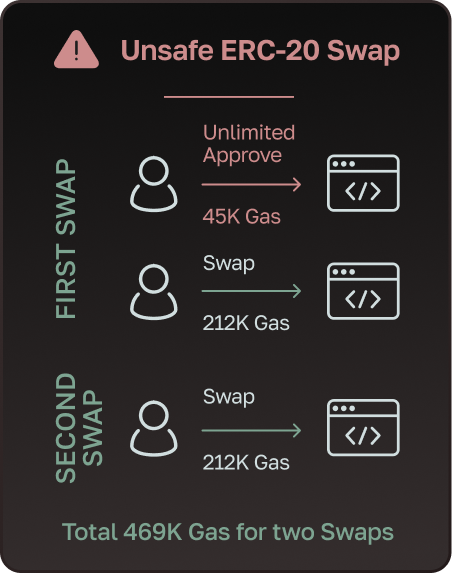 Unsafe ERC-20 Swap
FIRST SWAP
Unlimited
Approve
45K Gas
Swap
212K Gas
SECOND
SWAP
Swap
212K Gas
Total 469K Gas for two Swaps